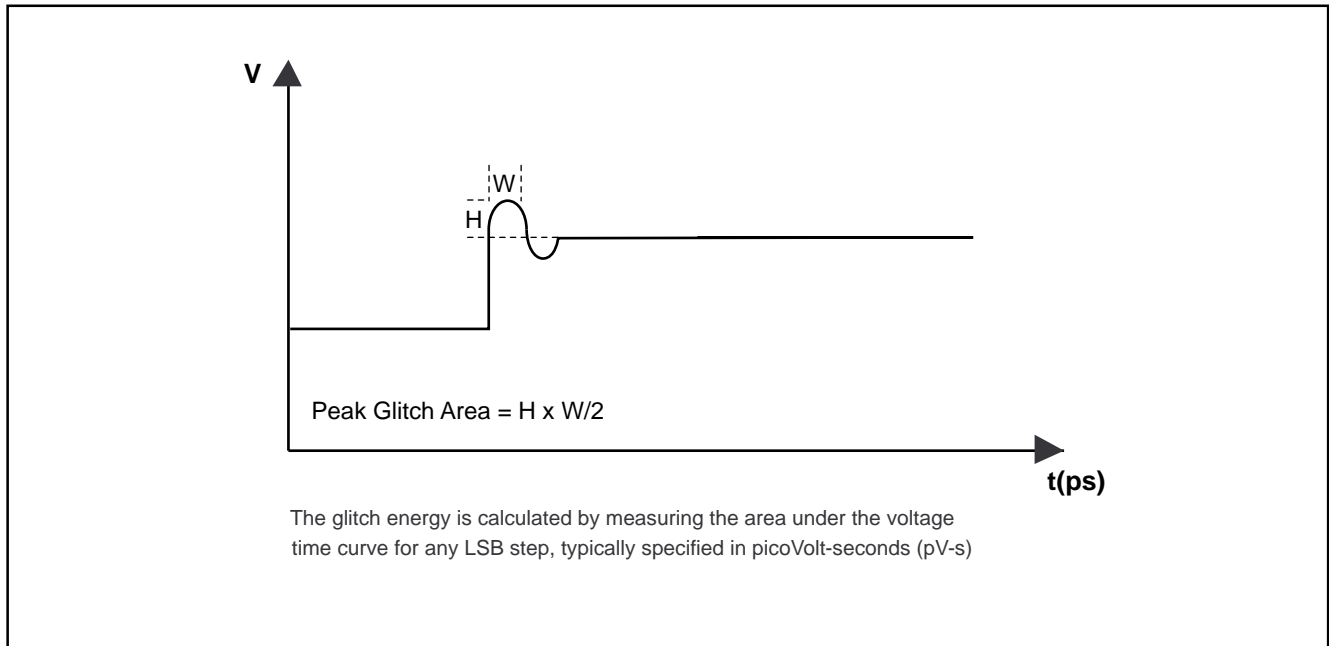 V
W
H
Peak Glitch Area = H x W/2
t(ps)
The glitch energy is calculated by measuring the area under the voltage
time curve for any LSB step, typically specified in picoVolt-seconds (pV-s)